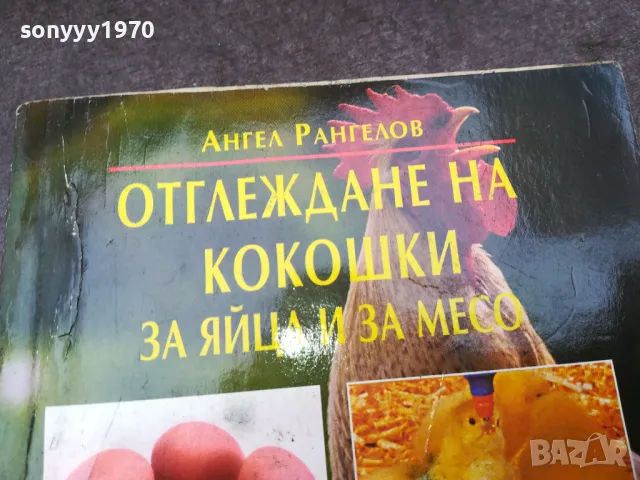 sonyyy1970
АНГЕЛ РАНГЕЛОВ
ОТГЛЕЖДАНЕ НА
КОКОШКИ
ЗА ЯЙЦА И ЗА МЕСО
BAZAR